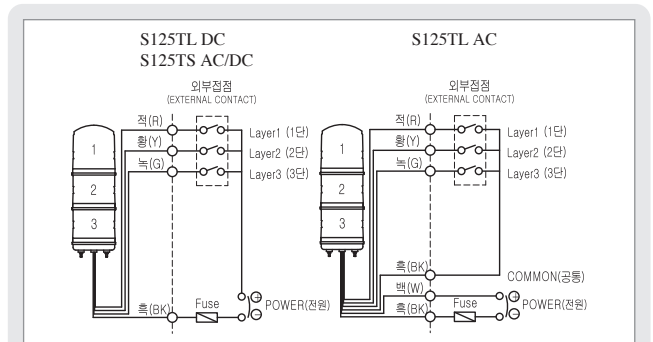 S125TL DC
S125TS AC/DC
외부접점
(EXTERNAL CONTACT)
적(R)
황(Y)
녹(G)
Layer1 (1단)
Layer2 (2단)
Layer3 (3단)
1
2
3
흑(BK)
Fuse
POWER(전원)
S125TL AC
외부접점
(EXTERNAL CONTACT)
적(R)
황(Y)
녹(G)
Layer1 (1단)
Layer2 (2단)
Layer3 (3단)
1
2
3
흑(BK)
COMMON(공통)
백(W)
흑(BK)
Fuse
POWER(전원)